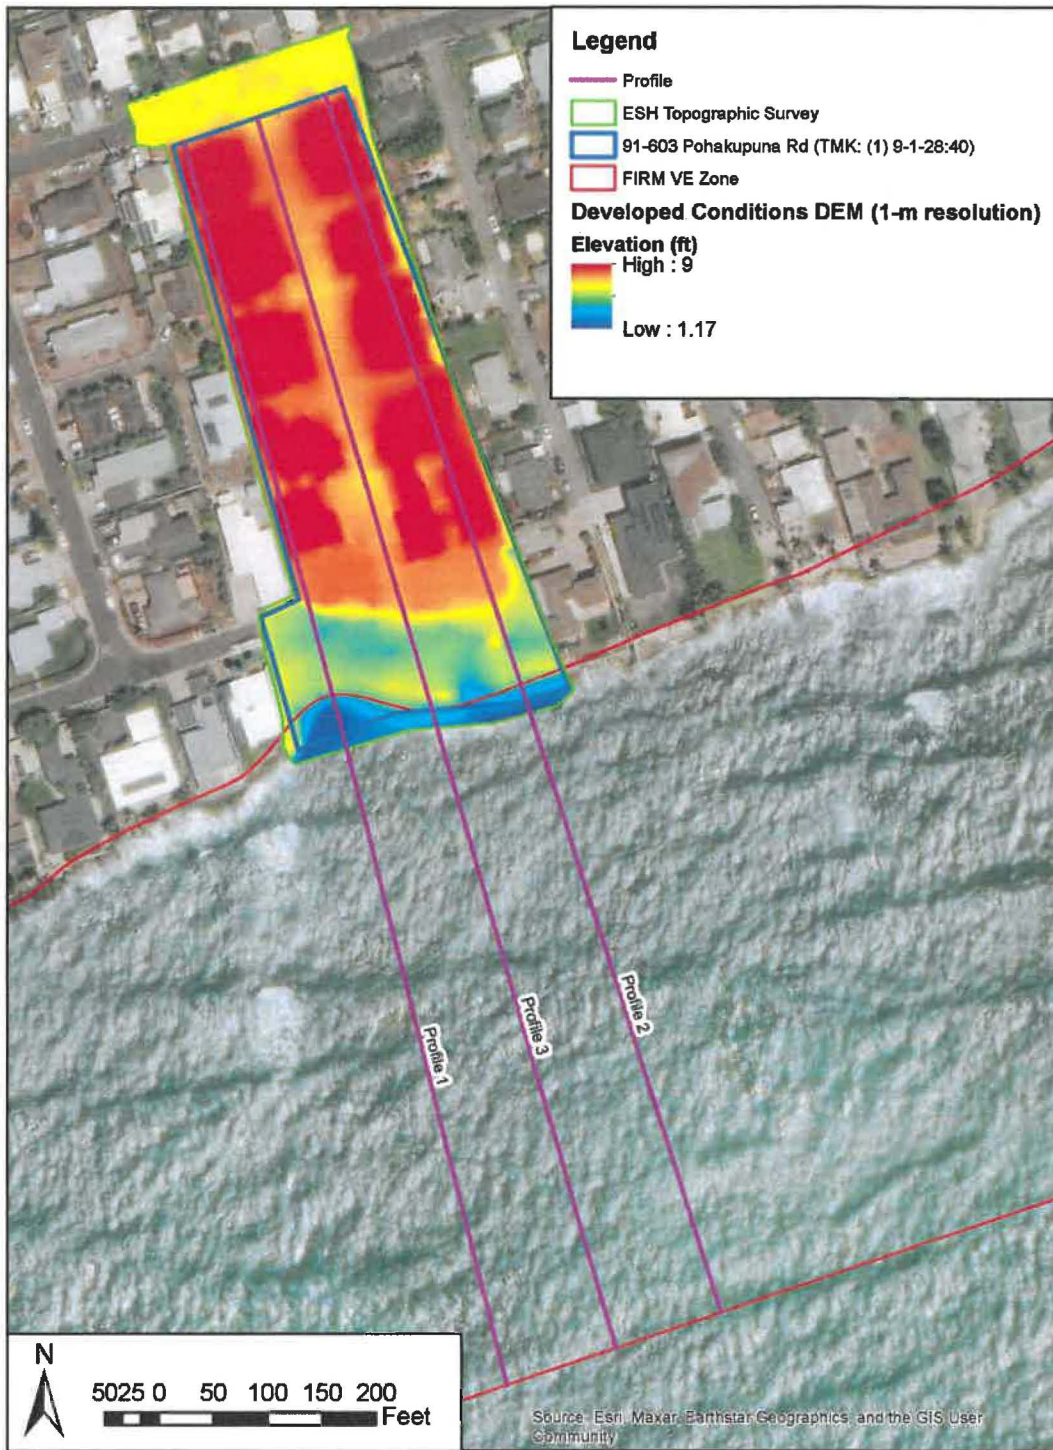 Legend
Profile
ESH Topographic Survey
91-603 Pohakupuna Rd (TMK: (1) 9-1-28:40)
FIRM VE Zone
Developed Conditions DEM (1-m resolution)
Elevation (ft)
High : 9
Low : 1.17
Profile 1
Profile 3
Profile 2
N
5025 0 50 100 150 200
Feet
Source: Esri, Maxar, Earthstar Geographics, and the GIS User
Community